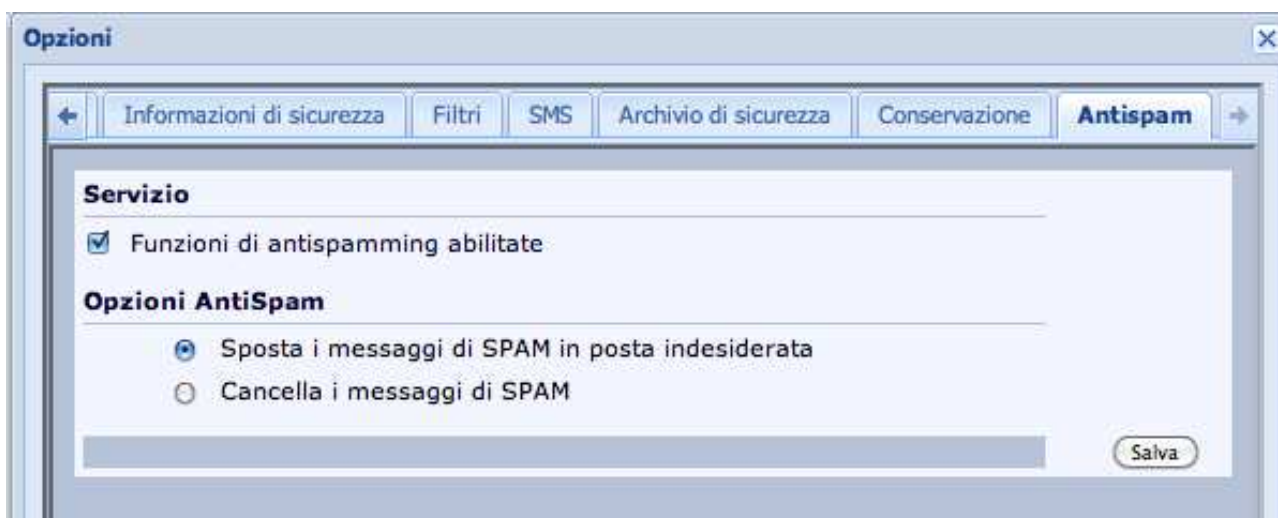 Opzioni
Informazioni di sicurezza Filtri SMS Archivio di sicurezza Conservazione Antispam
Servizio
Funzioni di antispamming abilitate
Opzioni AntiSpam
Sposta i messaggi di SPAM in posta indesiderata
Cancella i messaggi di SPAM
Salva